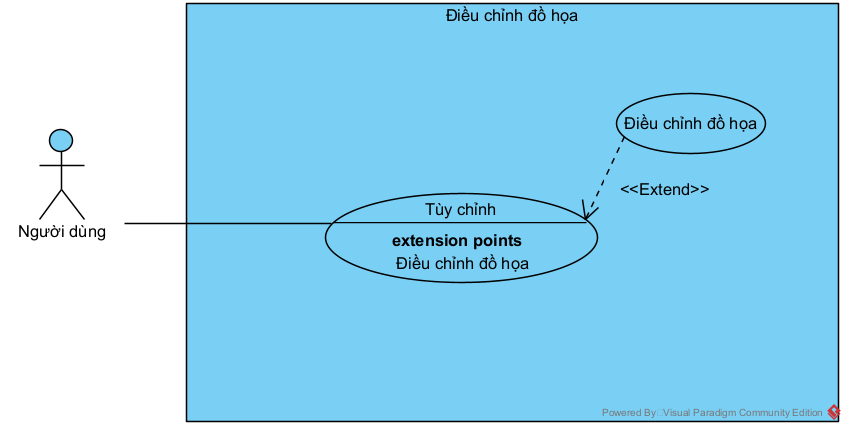 Điều chỉnh đồ họa
Điều chỉnh đồ họa
<<Extend>>
Tùy chỉnh
extension points
Điều chỉnh đồ họa
Người dùng
Powered By Visual Paradigm Community Edition